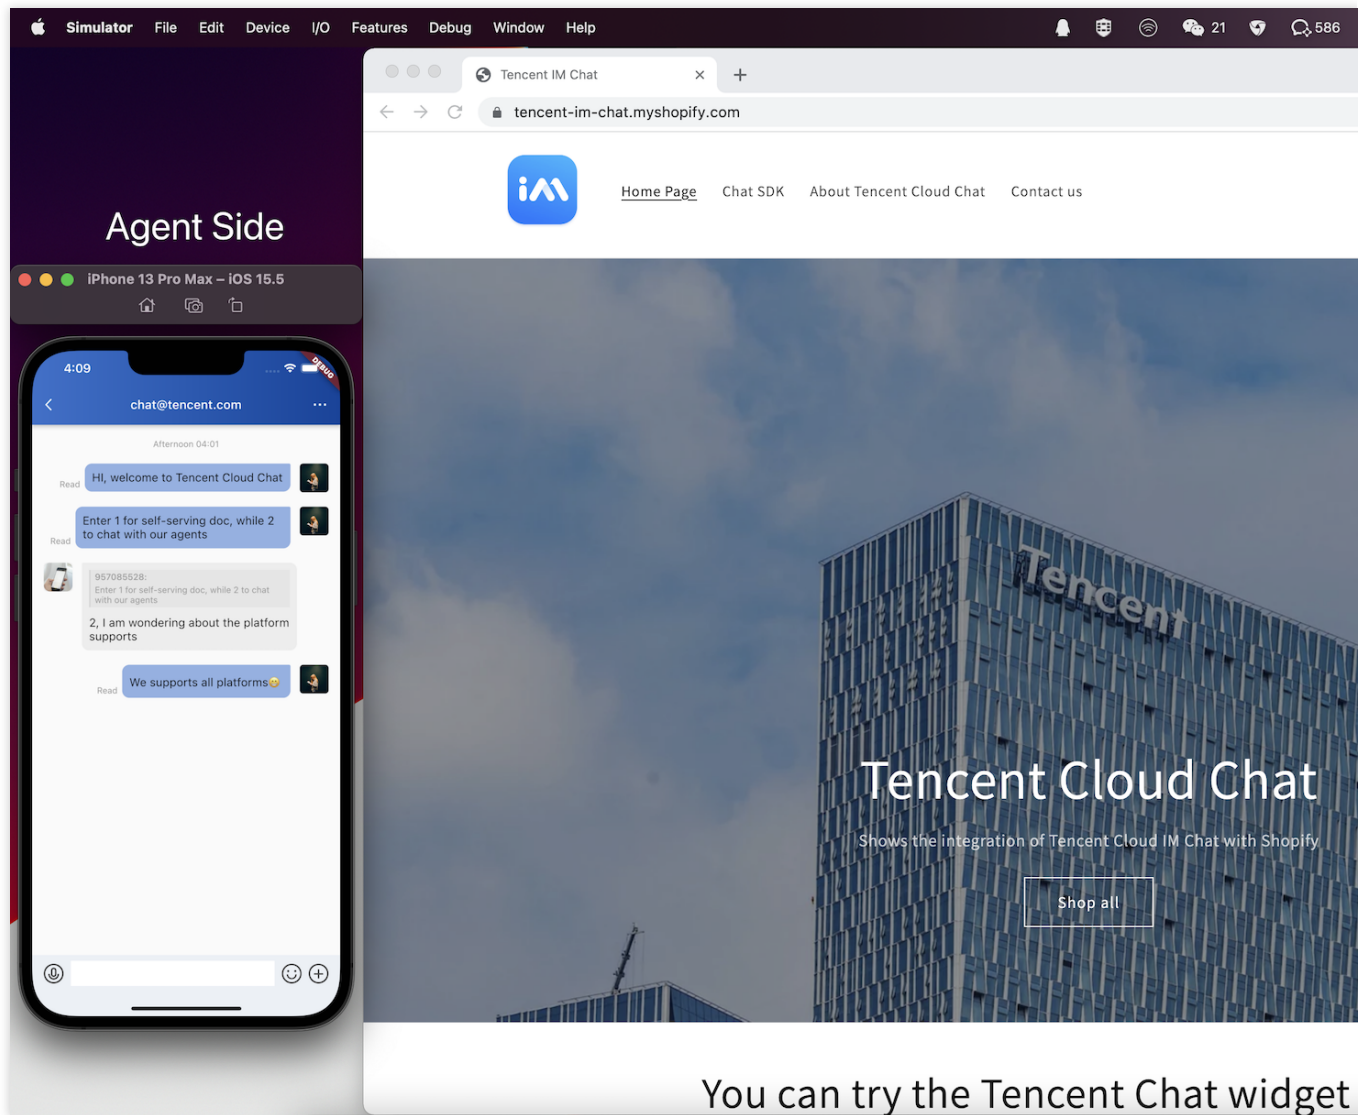 Simulator File Edit Device I/O Features Debug Window Help 21 586
Tencent IM Chat
tencent-im-chat.myshopify.com
im
Home Page Chat SDK About Tencent Cloud Chat Contact us
Agent Side
iPhone 13 Pro Max – iOS 15.5
4:09
DEBUG
chat@tencent.com
Afternoon 04:01
HI, welcome to Tencent Cloud Chat
Read
Enter 1 for self-serving doc, while 2
to chat with our agents
Read
957085528:
Enter 1 for self-serving doc, while 2 to chat
with our agents
2, I am wondering about the platform
supports
We supports all platforms😁
Read
Tencent
Tencent Cloud Chat
Shows the integration of Tencent Cloud IM Chat with Shopify
Shop all
You can try the Tencent Chat widget